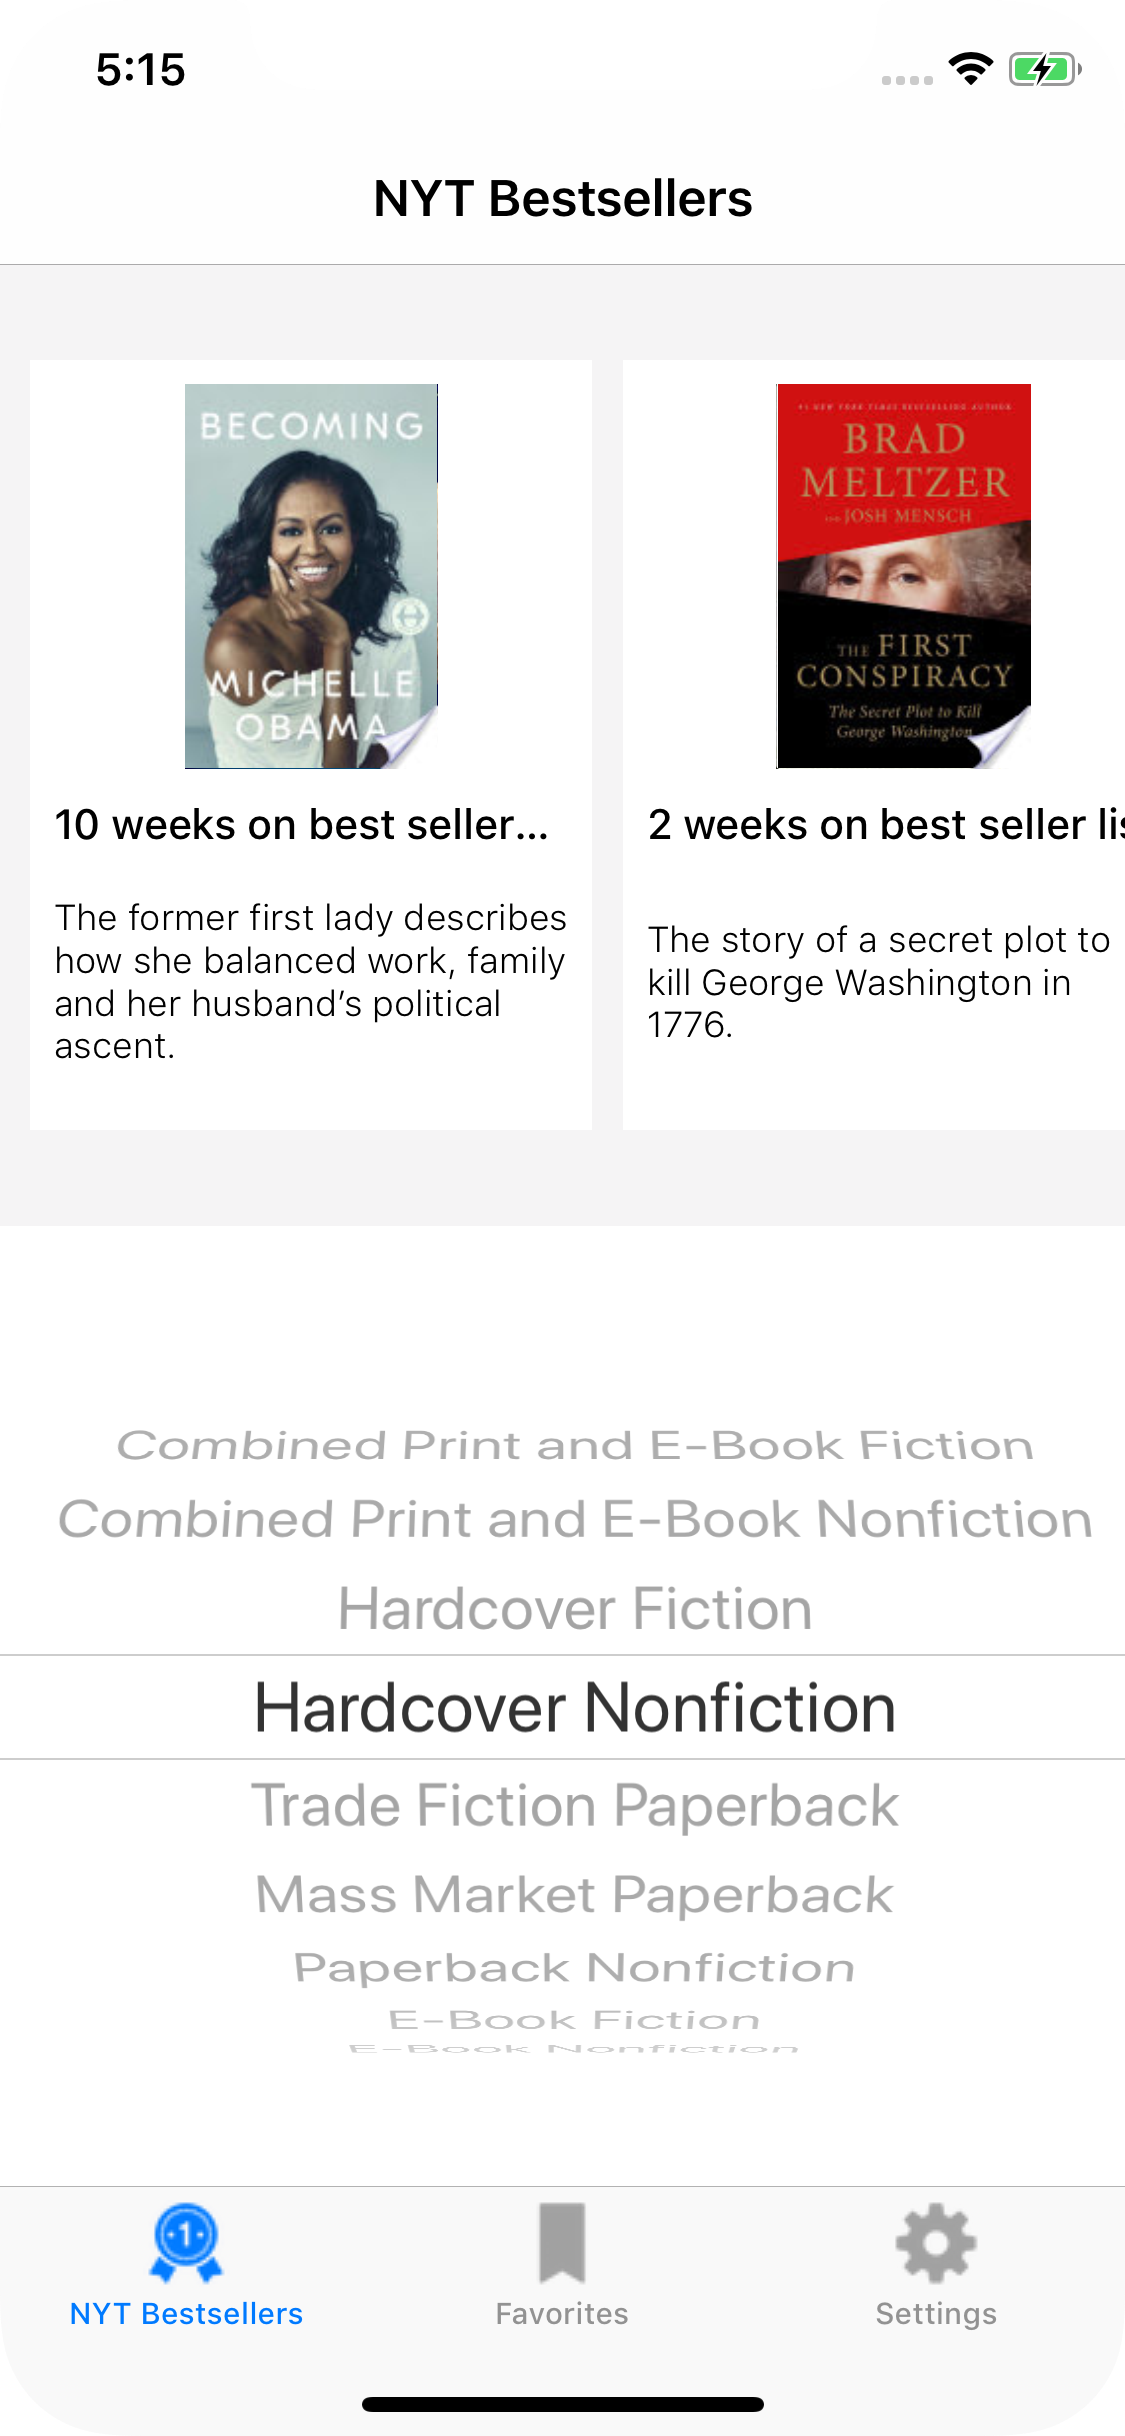 5:15
NYT Bestsellers
BECOMING
MICHELLE
OBAMA
#1 NEW YORK TIMES BESTSELLING AUTHOR
BRAD
MELTZER
AND JOSH MENSCH
THE FIRST
CONSPIRACY
The Secret Plot to Kill
George Washington
10 weeks on best seller...
2 weeks on best seller lis
The former first lady describes
how she balanced work, family
and her husband’s political
ascent.
The story of a secret plot to
kill George Washington in
1776.
Combined Print and E-Book Fiction
Combined Print and E-Book Nonfiction
Hardcover Fiction
Hardcover Nonfiction
Trade Fiction Paperback
Mass Market Paperback
Paperback Nonfiction
E-Book Fiction
E-Book Nonfiction
1
NYT Bestsellers
Favorites
Settings